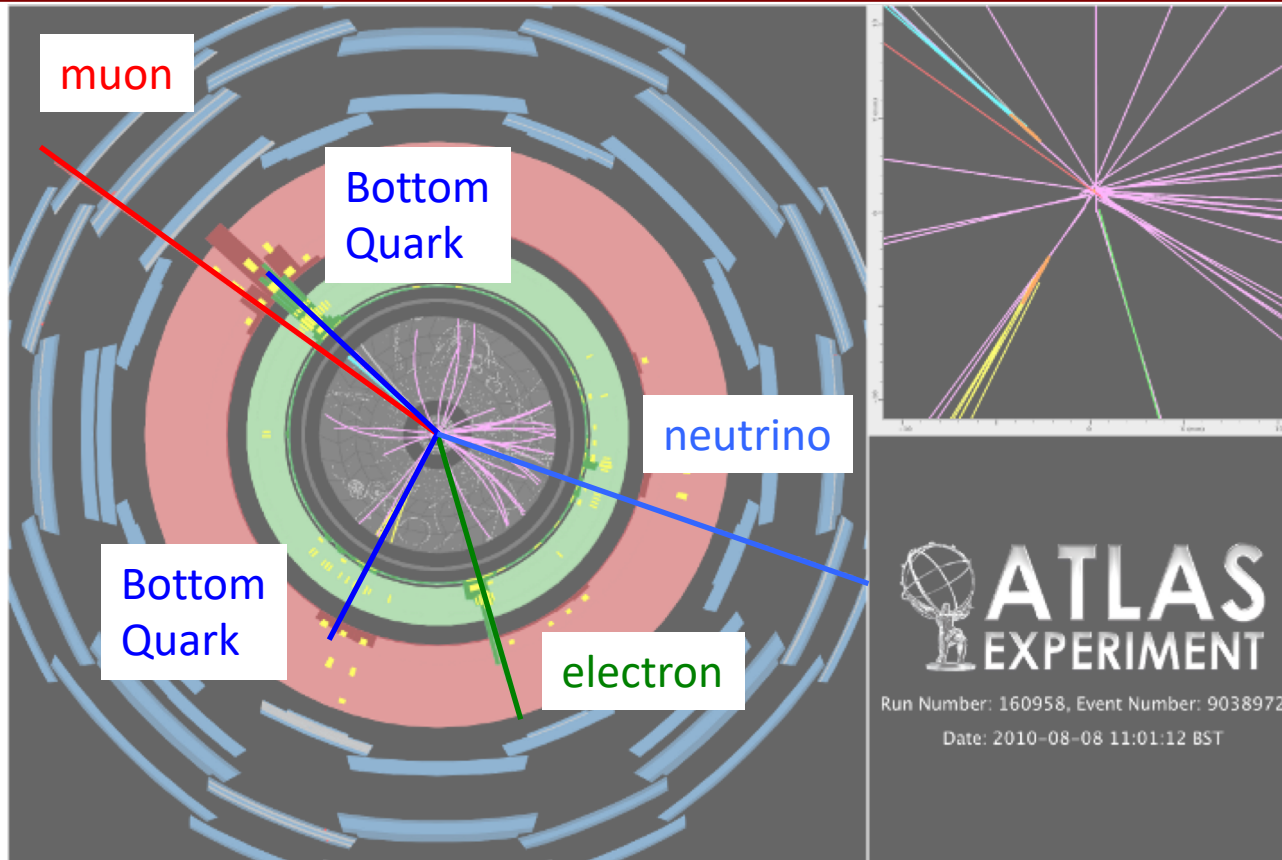 muon
Bottom
Quark
neutrino
Bottom
Quark
electron
ATLAS
EXPERIMENT
Run Number: 160958, Event Number: 9038972
Date: 2010-08-08 11:01:12 BST